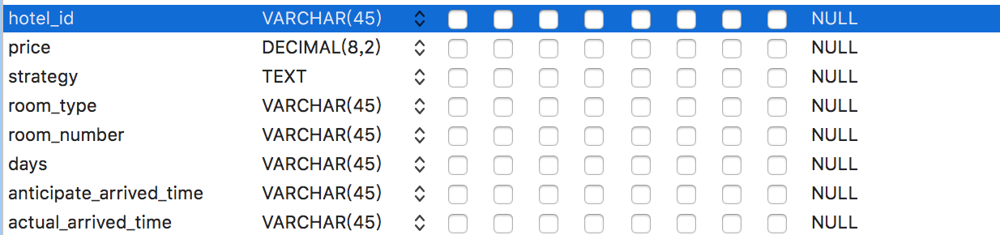 hotel_id VARCHAR(45) NULL
price DECIMAL(8,2) NULL
strategy TEXT NULL
room_type VARCHAR(45) NULL
room_number VARCHAR(45) NULL
days VARCHAR(45) NULL
anticipate_arrived_time VARCHAR(45) NULL
actual_arrived_time VARCHAR(45) NULL